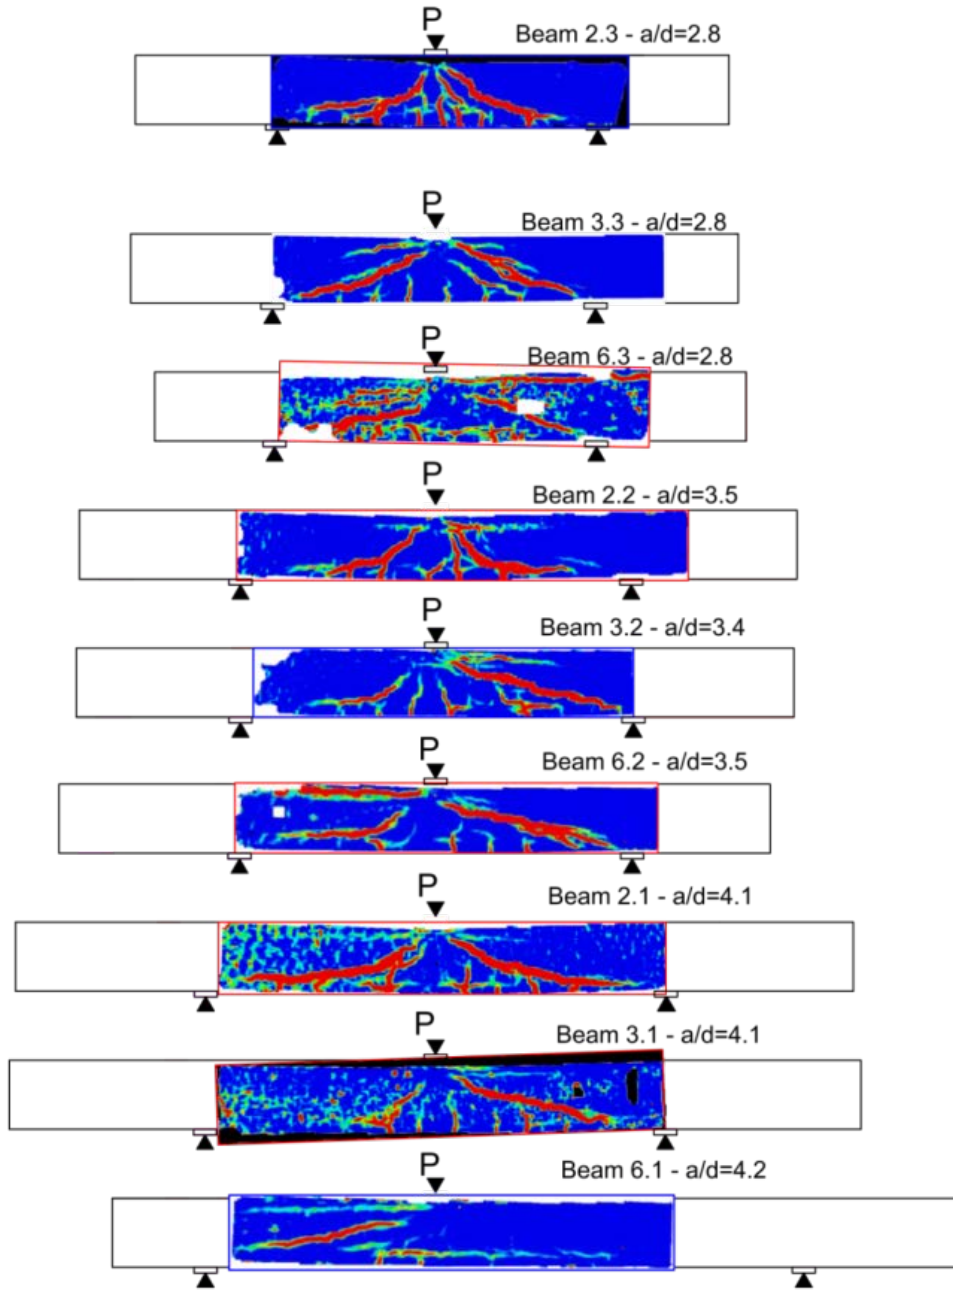 P
Beam 2.3 - a/d=2.8
P
Beam 3.3 - a/d=2.8
P
Beam 6.3 - a/d=2.8
P
Beam 2.2 - a/d=3.5
P
Beam 3.2 - a/d=3.4
P
Beam 6.2 - a/d=3.5
P
Beam 2.1 - a/d=4.1
P
Beam 3.1 - a/d=4.1
P
Beam 6.1 - a/d=4.2